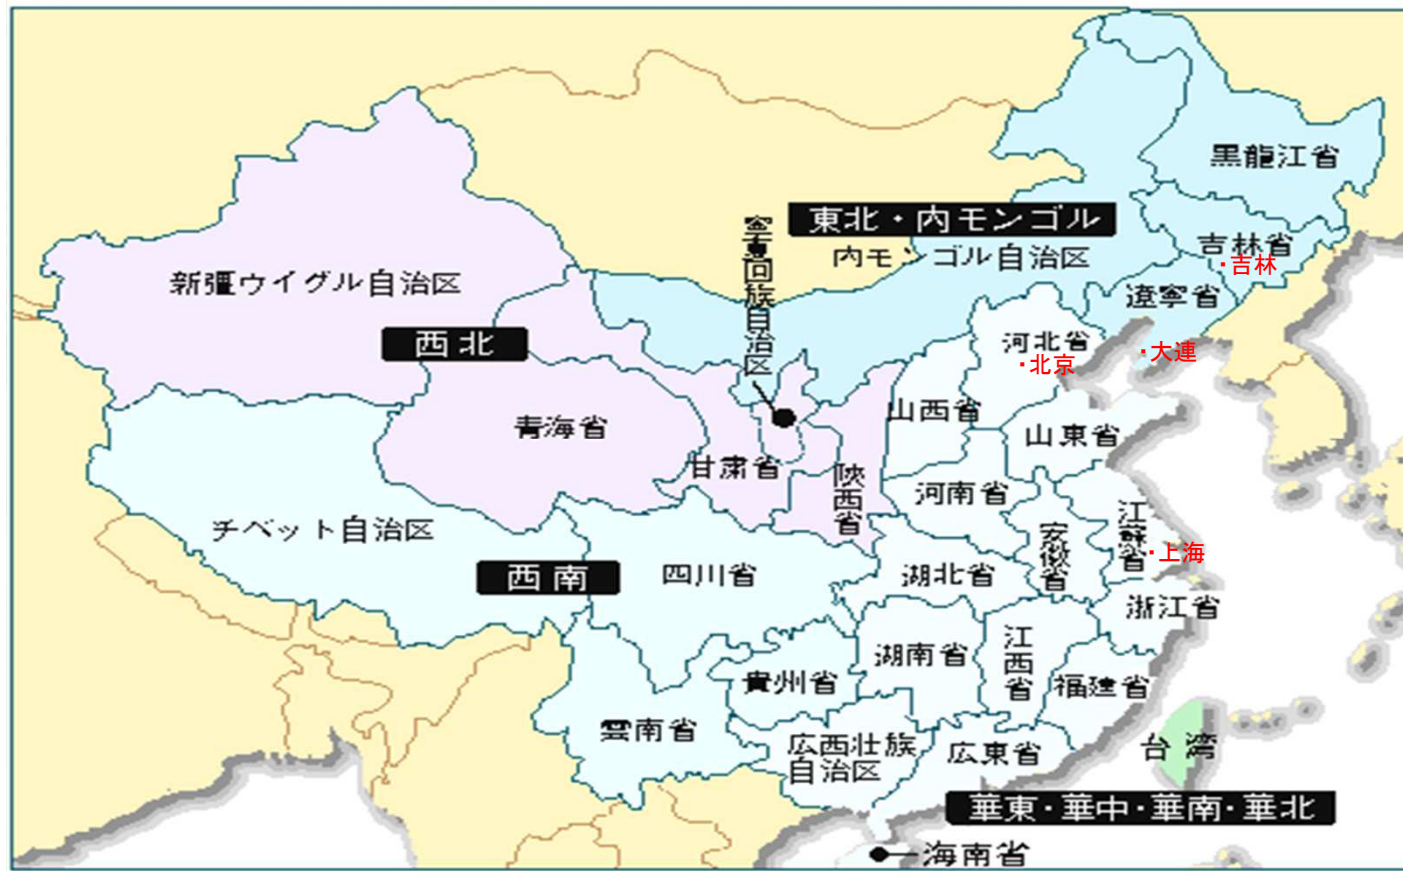 黒龍江省
東北・内モンゴル
寧夏回族自治区
内モンゴル自治区
吉林省
・吉林
新疆ウイグル自治区
遼寧省
西北
河北省
・北京
・大連
青海省
山西省
山東省
甘肃省
陝西省
河南省
チベット自治区
安徽省
江蘇省
・上海
西南
四川省
湖北省
浙江省
湖南省
江西省
貴州省
福建省
雲南省
広西壮族
自治区
広東省
台湾
華東・華中・華南・華北
海南省